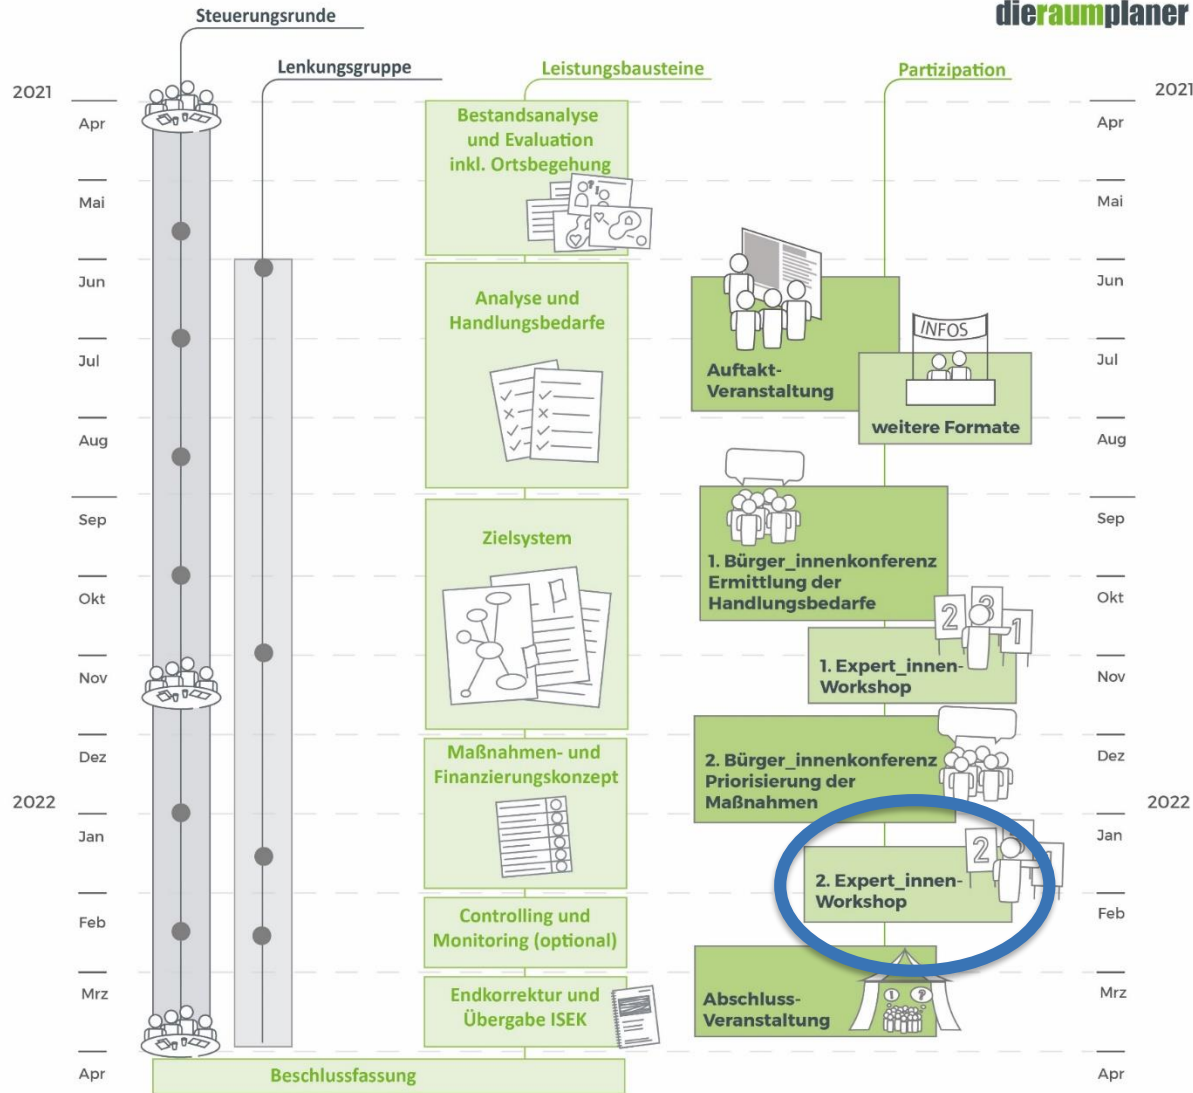 Steuerungsrunde
dieraumplaner
Lenkungsgruppe
Leistungsbausteine
Partizipation
2021
2021
Apr
Bestandsanalyse
und Evaluation
inkl. Ortsbegehung
Apr
Mai
Mai
Jun
Analyse und
Handlungsbedarfe
Jun
INFOS
Jul
Auftakt-
Veranstaltung
Jul
weitere Formate
Aug
Aug
Sep
Zielsystem
Sep
1. Bürger_innenkonferenz
Ermittlung der
Handlungsbedarfe
Okt
Okt
2 3 1
1. Expert_innen-
Workshop
Nov
Nov
Dez
Maßnahmen- und
Finanzierungskonzept
2. Bürger_innenkonferenz
Priorisierung der
Maßnahmen
Dez
2022
2022
Jan
Jan
2
2. Expert_innen-
Workshop
Feb
Controlling und
Monitoring (optional)
Feb
Mrz
Endkorrektur und
Übergabe ISEK
Abschluss-
Veranstaltung
! ?
Mrz
Apr
Beschlussfassung
Apr